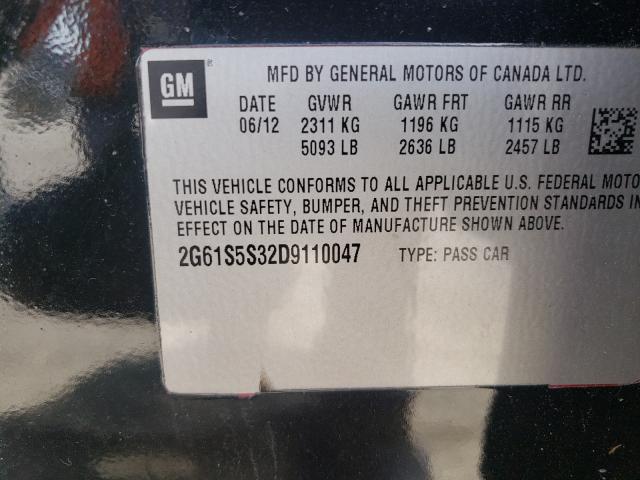 GM
MFD BY GENERAL MOTORS OF CANADA LTD.
DATE GVWR GAWR FRT GAWR RR
06/12 2311 KG 1196 KG 1115 KG
5093 LB 2636 LB 2457 LB
THIS VEHICLE CONFORMS TO ALL APPLICABLE U.S. FEDERAL MOTO
VEHICLE SAFETY, BUMPER, AND THEFT PREVENTION STANDARDS IN
EFFECT ON THE DATE OF MANUFACTURE SHOWN ABOVE.
2G61S5S32D9110047 TYPE: PASS CAR